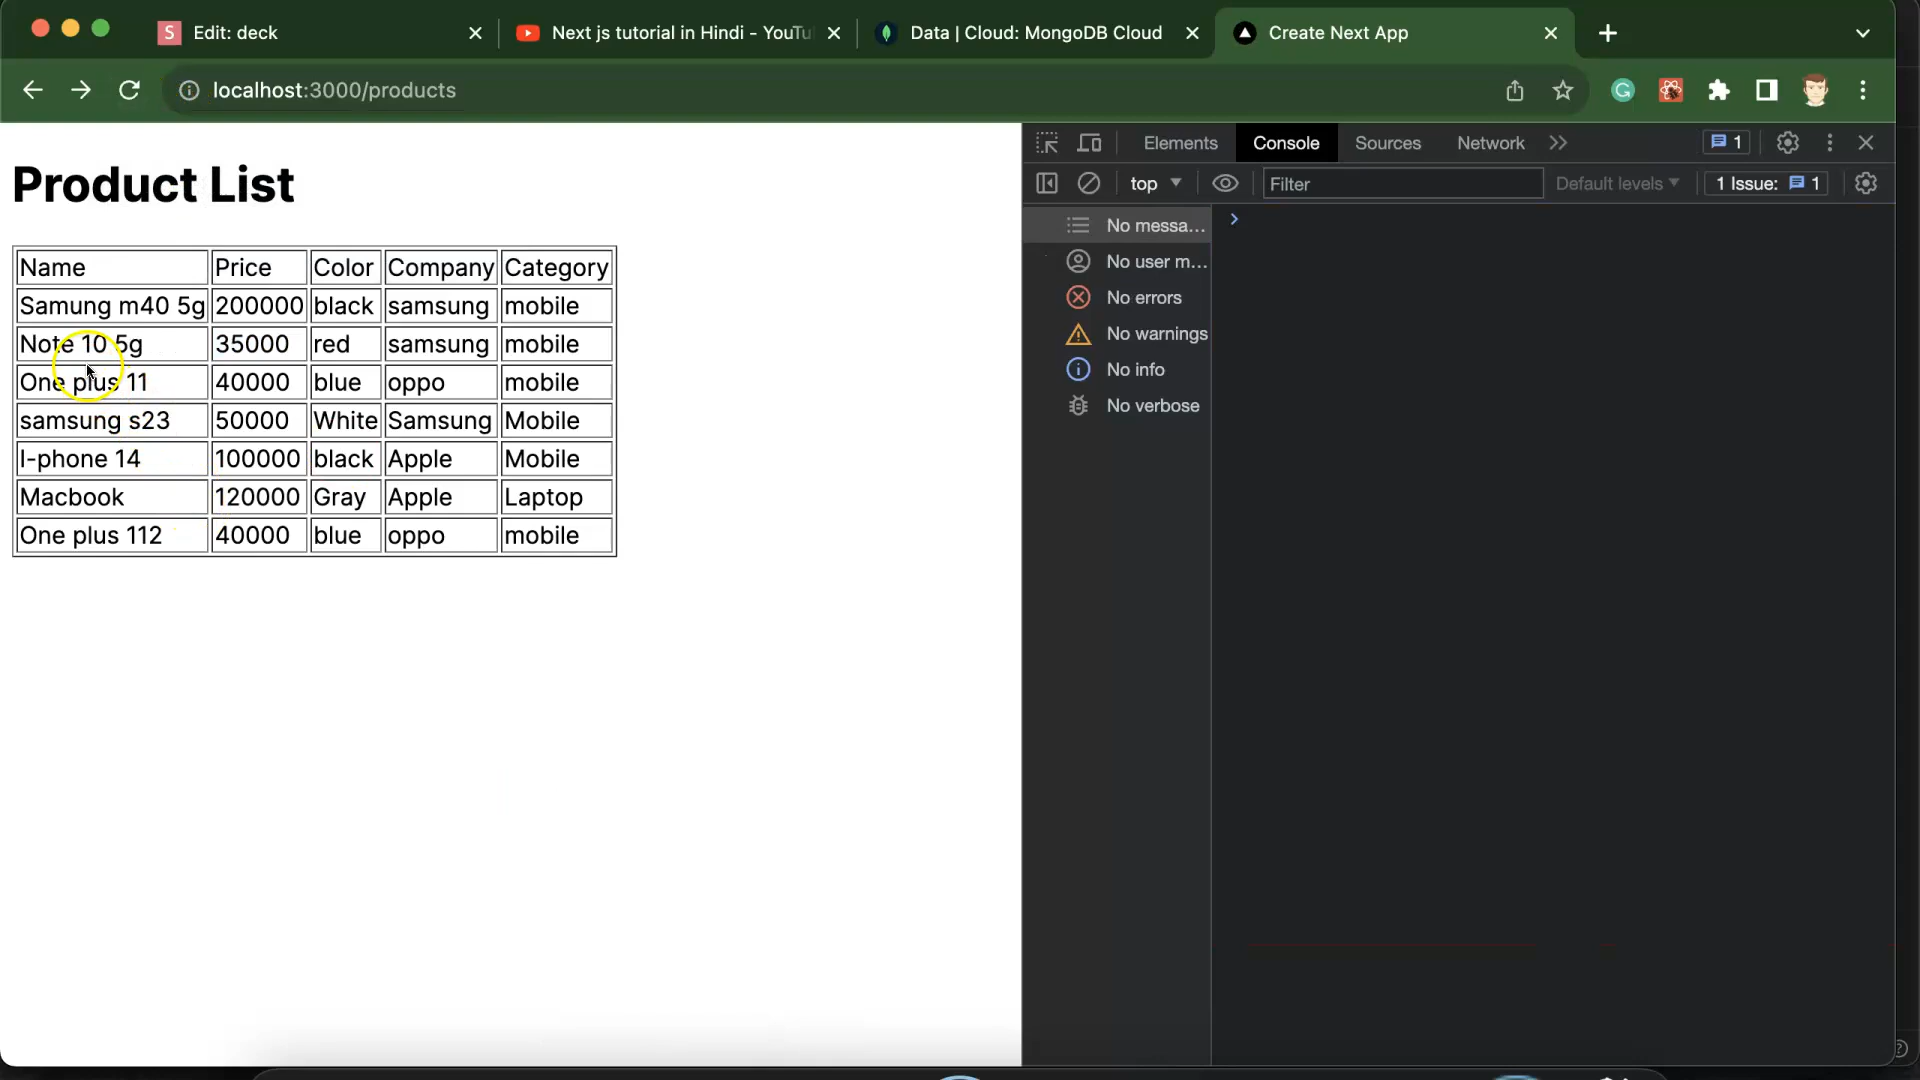 S Edit: deck
Next js tutorial in Hindi - YouTu
Data | Cloud: MongoDB Cloud
Create Next App
localhost:3000/products
Product List
Name Price Color Company Category
Samung m40 5g 200000 black samsung mobile
Note 10 5g 35000 red samsung mobile
One plus 11 40000 blue oppo mobile
samsung s23 50000 White Samsung Mobile
I-phone 14 100000 black Apple Mobile
Macbook 120000 Gray Apple Laptop
One plus 112 40000 blue oppo mobile
Elements Console Sources Network 1
top Filter Default levels 1 Issue: 1
No messa...
No user m...
No errors
No warnings
No info
No verbose